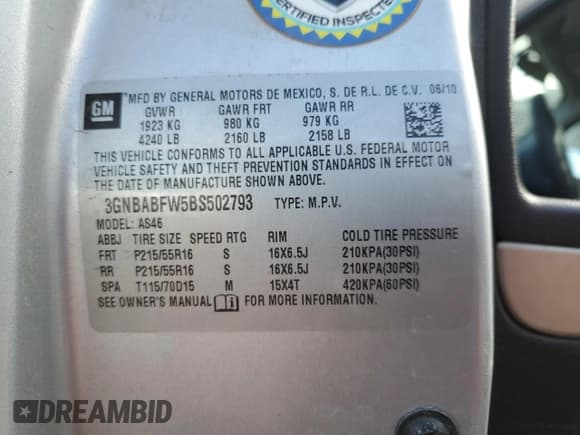 CERTIFIED INSPECTED
GM
MFD BY GENERAL MOTORS DE MEXICO, S. DE R.L. DE C.V. 06/10
GVWR GAWR FRT GAWR RR
1923 KG 980 KG 979 KG
4240 LB 2160 LB 2158 LB
THIS VEHICLE CONFORMS TO ALL APPLICABLE U.S. FEDERAL MOTOR
VEHICLE SAFETY AND THEFT PREVENTION STANDARDS IN EFFECT ON
THE DATE OF MANUFACTURE SHOWN ABOVE.
3GNBABFW5BS502793 TYPE: M.P.V.
MODEL: AS46
ABBJ TIRE SIZE SPEED RTG RIM COLD TIRE PRESSURE
FRT P215/55R16 S 16X6.5J 210KPA(30PSI)
RR P215/55R16 S 16X6.5J 210KPA(30PSI)
SPA T115/70D15 M 15X4T 420KPA(60PSI)
SEE OWNER'S MANUAL FOR MORE INFORMATION.
DREAMBID